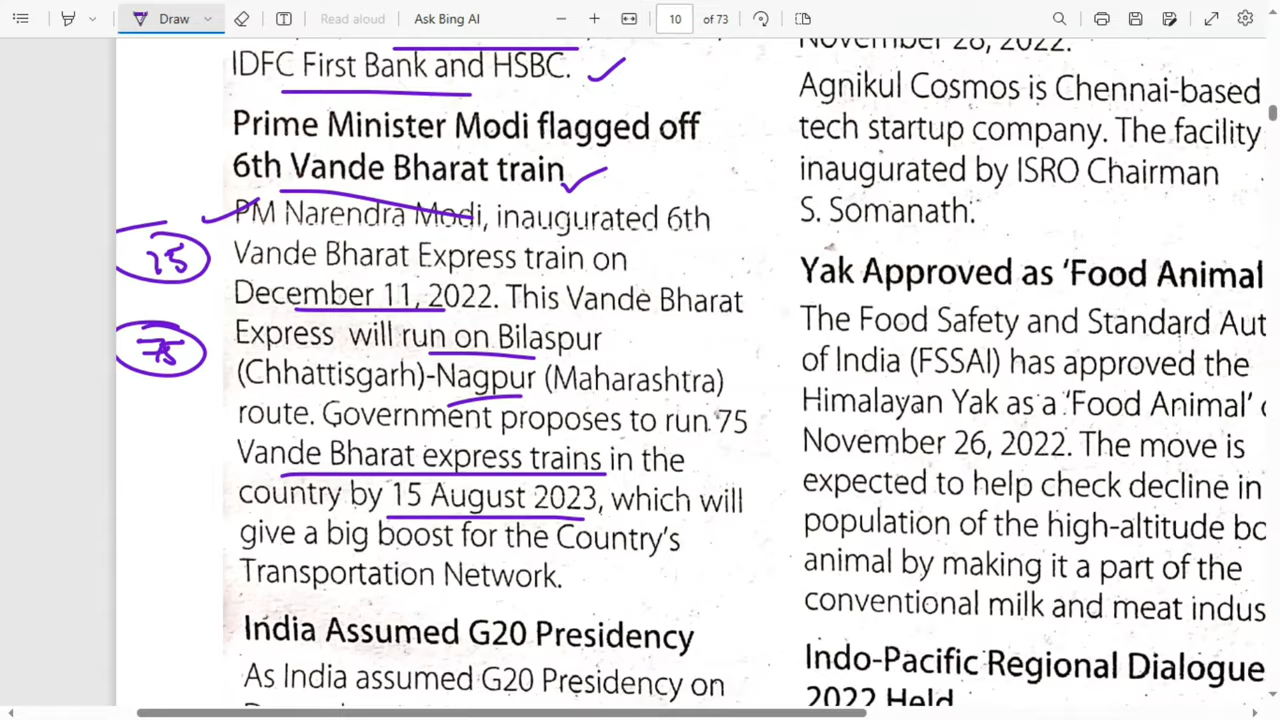 Draw
Read aloud
Ask Bing AI
10
of 73
IDFC First Bank and HSBC.
Prime Minister Modi flagged off
6th Vande Bharat train
PM Narendra Modi, inaugurated 6th
Vande Bharat Express train on
December 11, 2022. This Vande Bharat
Express will run on Bilaspur
(Chhattisgarh)-Nagpur (Maharashtra)
route. Government proposes to run 75
Vande Bharat express trains in the
country by 15 August 2023, which will
give a big boost for the Country's
Transportation Network.
75
75
India Assumed G20 Presidency
As India assumed G20 Presidency on
November 28, 2022.
Agnikul Cosmos is Chennai-based
tech startup company. The facility
inaugurated by ISRO Chairman
S. Somanath.
Yak Approved as 'Food Animal
The Food Safety and Standard Aut
of India (FSSAI) has approved the
Himalayan Yak as a 'Food Animal'
November 26, 2022. The move is
expected to help check decline in
population of the high-altitude bo
animal by making it a part of the
conventional milk and meat indus
Indo-Pacific Regional Dialogue
2022 Held